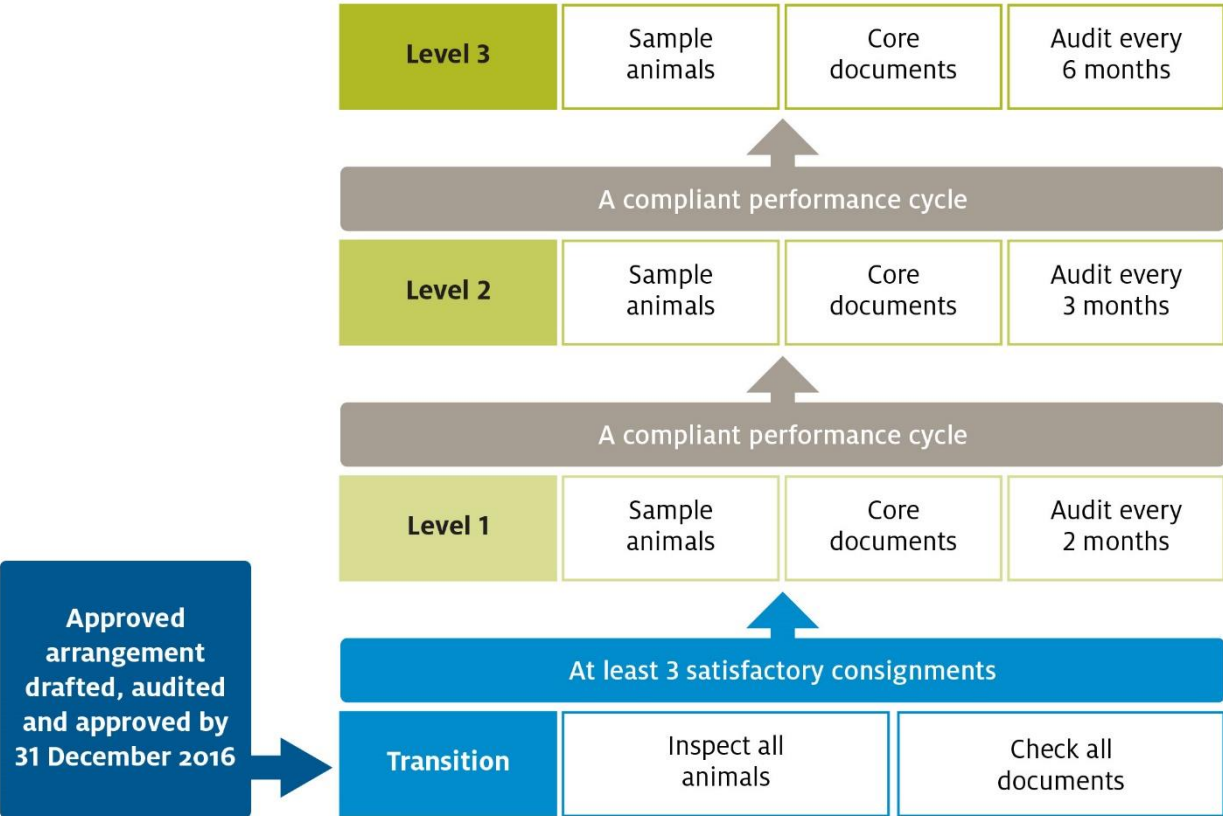 Level 3
Sample
animals
Core
documents
Audit every
6 months
A compliant performance cycle
Level 2
Sample
animals
Core
documents
Audit every
3 months
A compliant performance cycle
Level 1
Sample
animals
Core
documents
Audit every
2 months
Approved
arrangement
drafted, audited
and approved by
31 December 2016
At least 3 satisfactory consignments
Transition
Inspect all
animals
Check all
documents